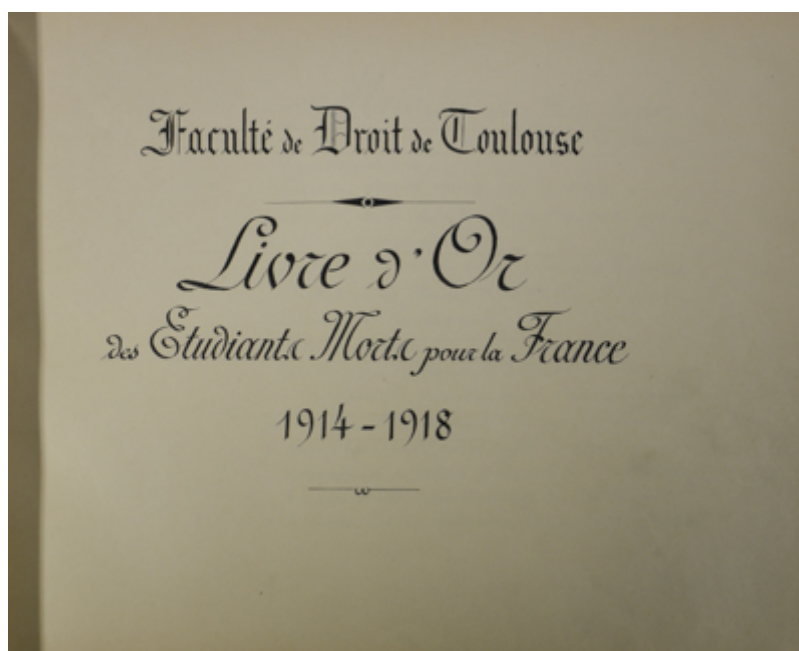 Faculté de Droit de Toulouse
Livre d'Or
des Etudiants Morts pour la France
1914 - 1918